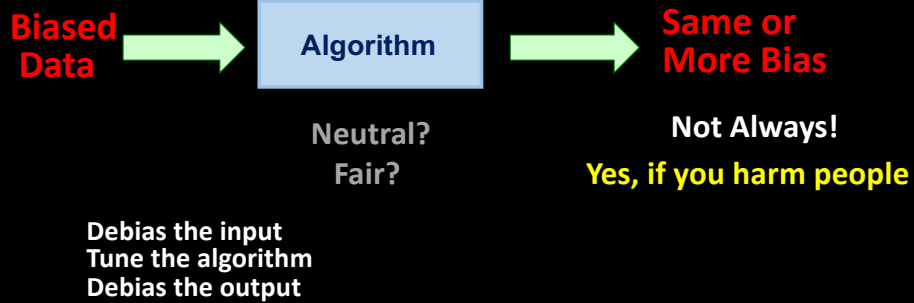 Biased
Data
Algorithm
Same or
More Bias
Neutral?
Fair?
Not Always!
Yes, if you harm people
Debias the input
Tune the algorithm
Debias the output